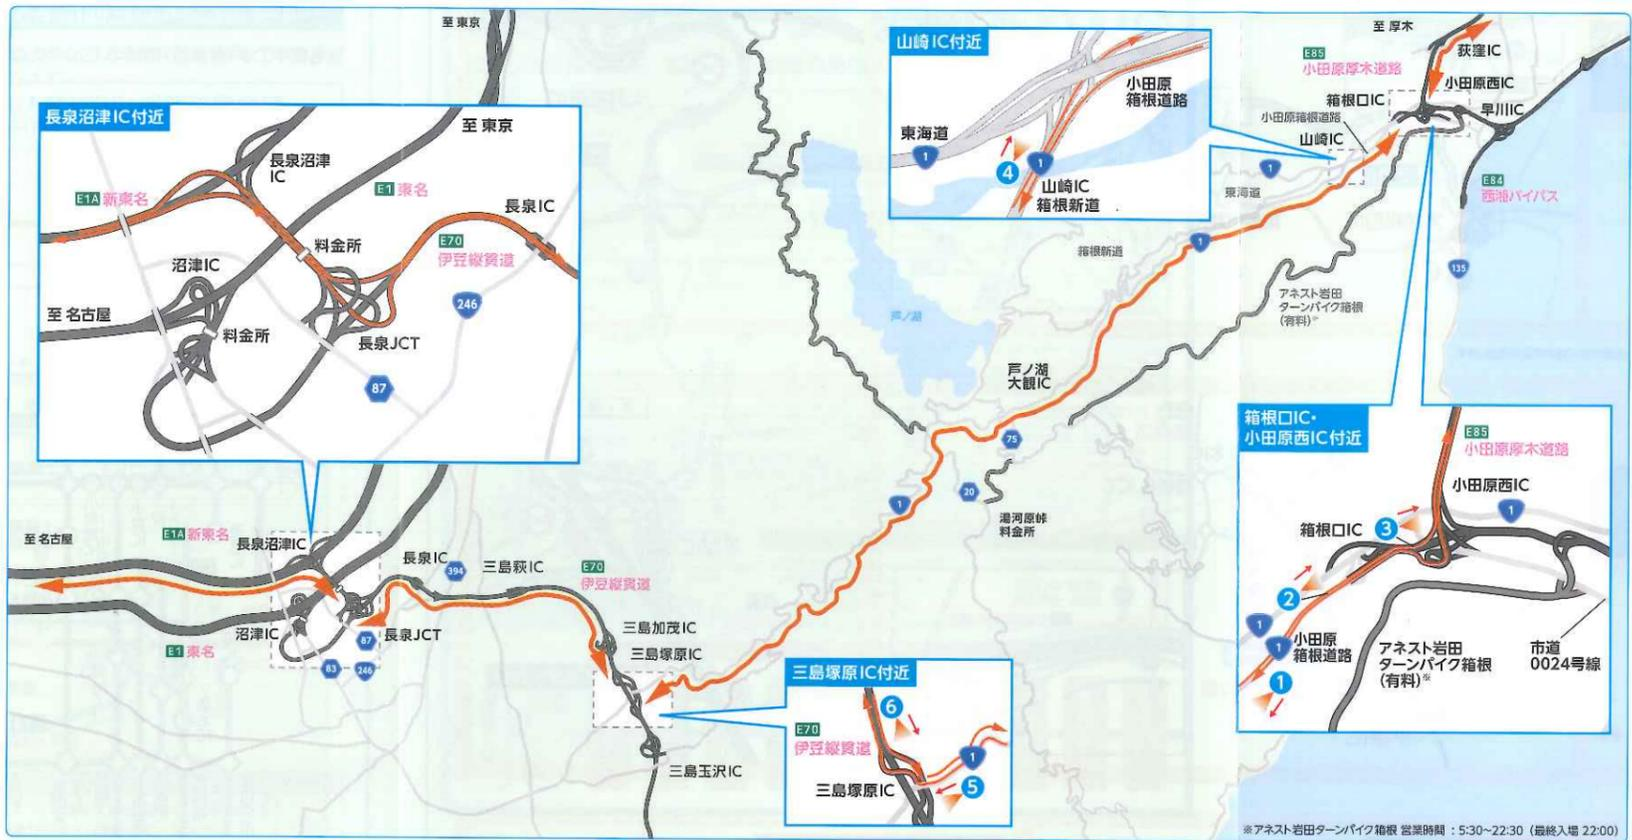 至 東京
長泉沼津IC付近
至 東京
長泉沼津
IC
E1A 新東名
E1 東名
長泉IC
料金所
E70
伊豆縦貫道
沼津IC
246
至 名古屋
料金所
長泉JCT
87
山崎IC付近
小田原
箱根道路
東海道
1
4
1
山崎IC
箱根新道
至 厚木
E85
小田原厚木道路
荻窪IC
小田原西IC
箱根口IC
早川IC
小田原箱根道路
山崎IC
1
東海道
E84
西湘バイパス
箱根新道
1
135
アネスト岩田
ターンパイク箱根
(有料)※
芦ノ湖
芦ノ湖
大観IC
75
20
1
湯河原峠
料金所
箱根口IC・
小田原西IC付近
E85
小田原厚木道路
小田原西IC
箱根口IC
3
1
2
1
1
小田原
箱根道路
1
アネスト岩田
ターンパイク箱根
(有料)※
市道
0024号線
至 名古屋
E1A 新東名
長泉沼津IC
長泉IC
394
三島萩IC
E70
伊豆縦貫道
沼津IC
87
長泉JCT
E1 東名
83
246
三島加茂IC
三島塚原IC
三島玉沢IC
三島塚原IC付近
6
E70
伊豆縦貫道
1
三島塚原IC
5
※アネスト岩田ターンパイク箱根 営業時間 : 5:30~22:30 (最終入場 22:00)